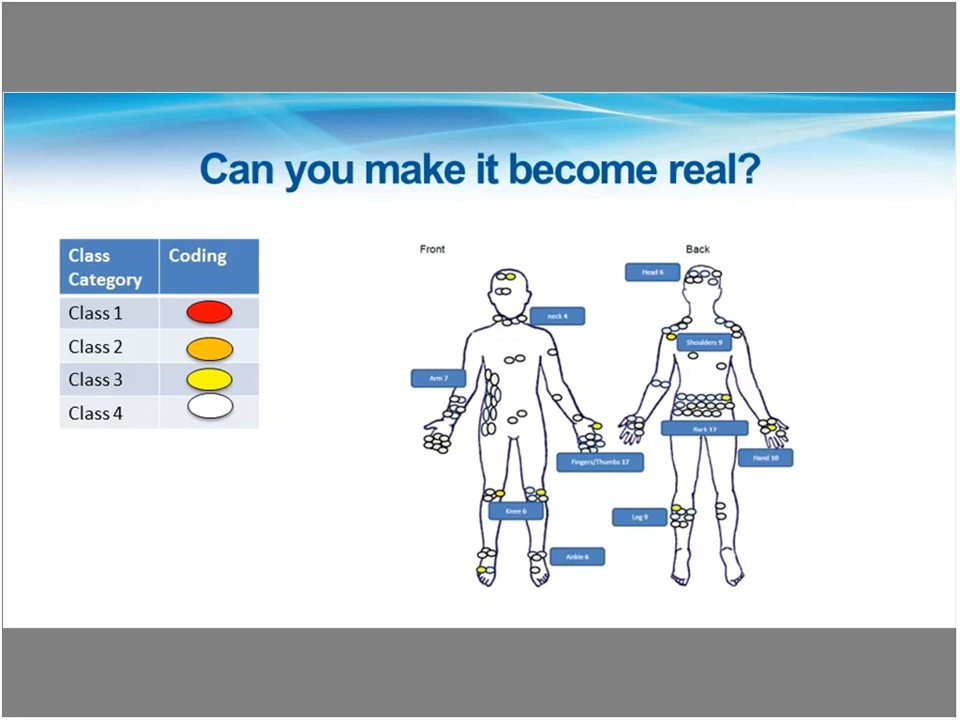 Can you make it become real?
Class Category
Coding
Class 1
Class 2
Class 3
Class 4
Front
Back
Head 6
neck 4
Shoulders 9
Arm 7
Back 17
Hand 10
Fingers/Thumbs 17
Knee 6
Leg 9
Ankle 6